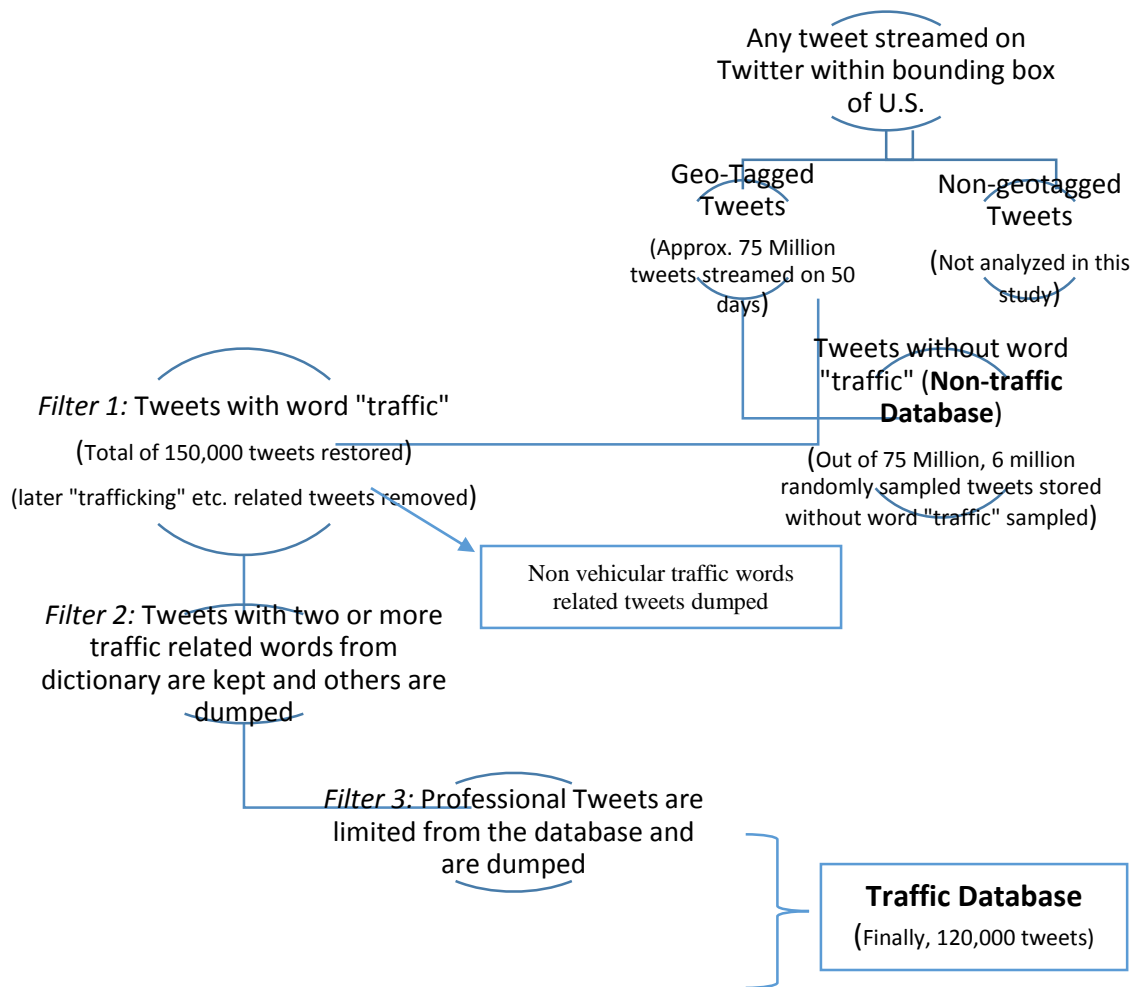 Any tweet streamed on
Twitter within bounding box
of U.S.
Geo-Tagged
Tweets
(Approx. 75 Million
tweets streamed on 50
days)
Non-geotagged
Tweets
(Not analyzed in this
study)
Tweets without word
"traffic" (Non-traffic
Database)
(Out of 75 Million, 6 million
randomly sampled tweets stored
without word "traffic" sampled)
Filter 1: Tweets with word "traffic"
(Total of 150,000 tweets restored)
(later "trafficking" etc. related tweets removed)
Non vehicular traffic words
related tweets dumped
Filter 2: Tweets with two or more
traffic related words from
dictionary are kept and others are
dumped
Filter 3: Professional Tweets are
limited from the database and
are dumped
Traffic Database
(Finally, 120,000 tweets)